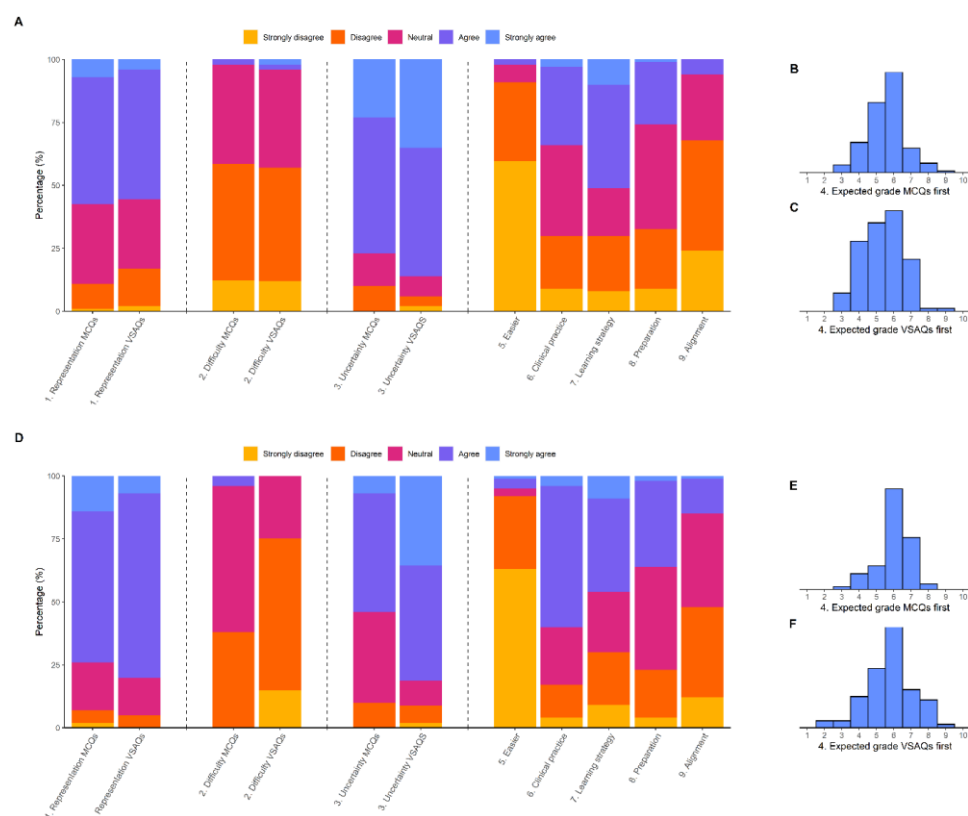 A
Strongly disagree Disagree Neutral Agree Strongly agree
100
75
50
25
0
Percentage (%)
1. Representation MCQs
1. Representation VSAQs
2. Difficulty MCQs
2. Difficulty VSAQs
3. Uncertainty MCQs
3. Uncertainty VSAQS
5. Easier
6. Clinical practice
7. Learning strategy
8. Preparation
9. Alignment
B
1 2 3 4 5 6 7 8 9 10
4. Expected grade MCQs first
C
1 2 3 4 5 6 7 8 9 10
4. Expected grade VSAQs first
D
Strongly disagree Disagree Neutral Agree Strongly agree
100
75
50
25
0
Percentage (%)
1. Representation MCQs
Representation VSAQs
2. Difficulty MCQs
2. Difficulty VSAQs
3. Uncertainty MCQs
3. Uncertainty VSAQS
5. Easier
6. Clinical practice
7. Learning strategy
8. Preparation
9. Alignment
E
1 2 3 4 5 6 7 8 9 10
4. Expected grade MCQs first
F
1 2 3 4 5 6 7 8 9 10
4. Expected grade VSAQs first